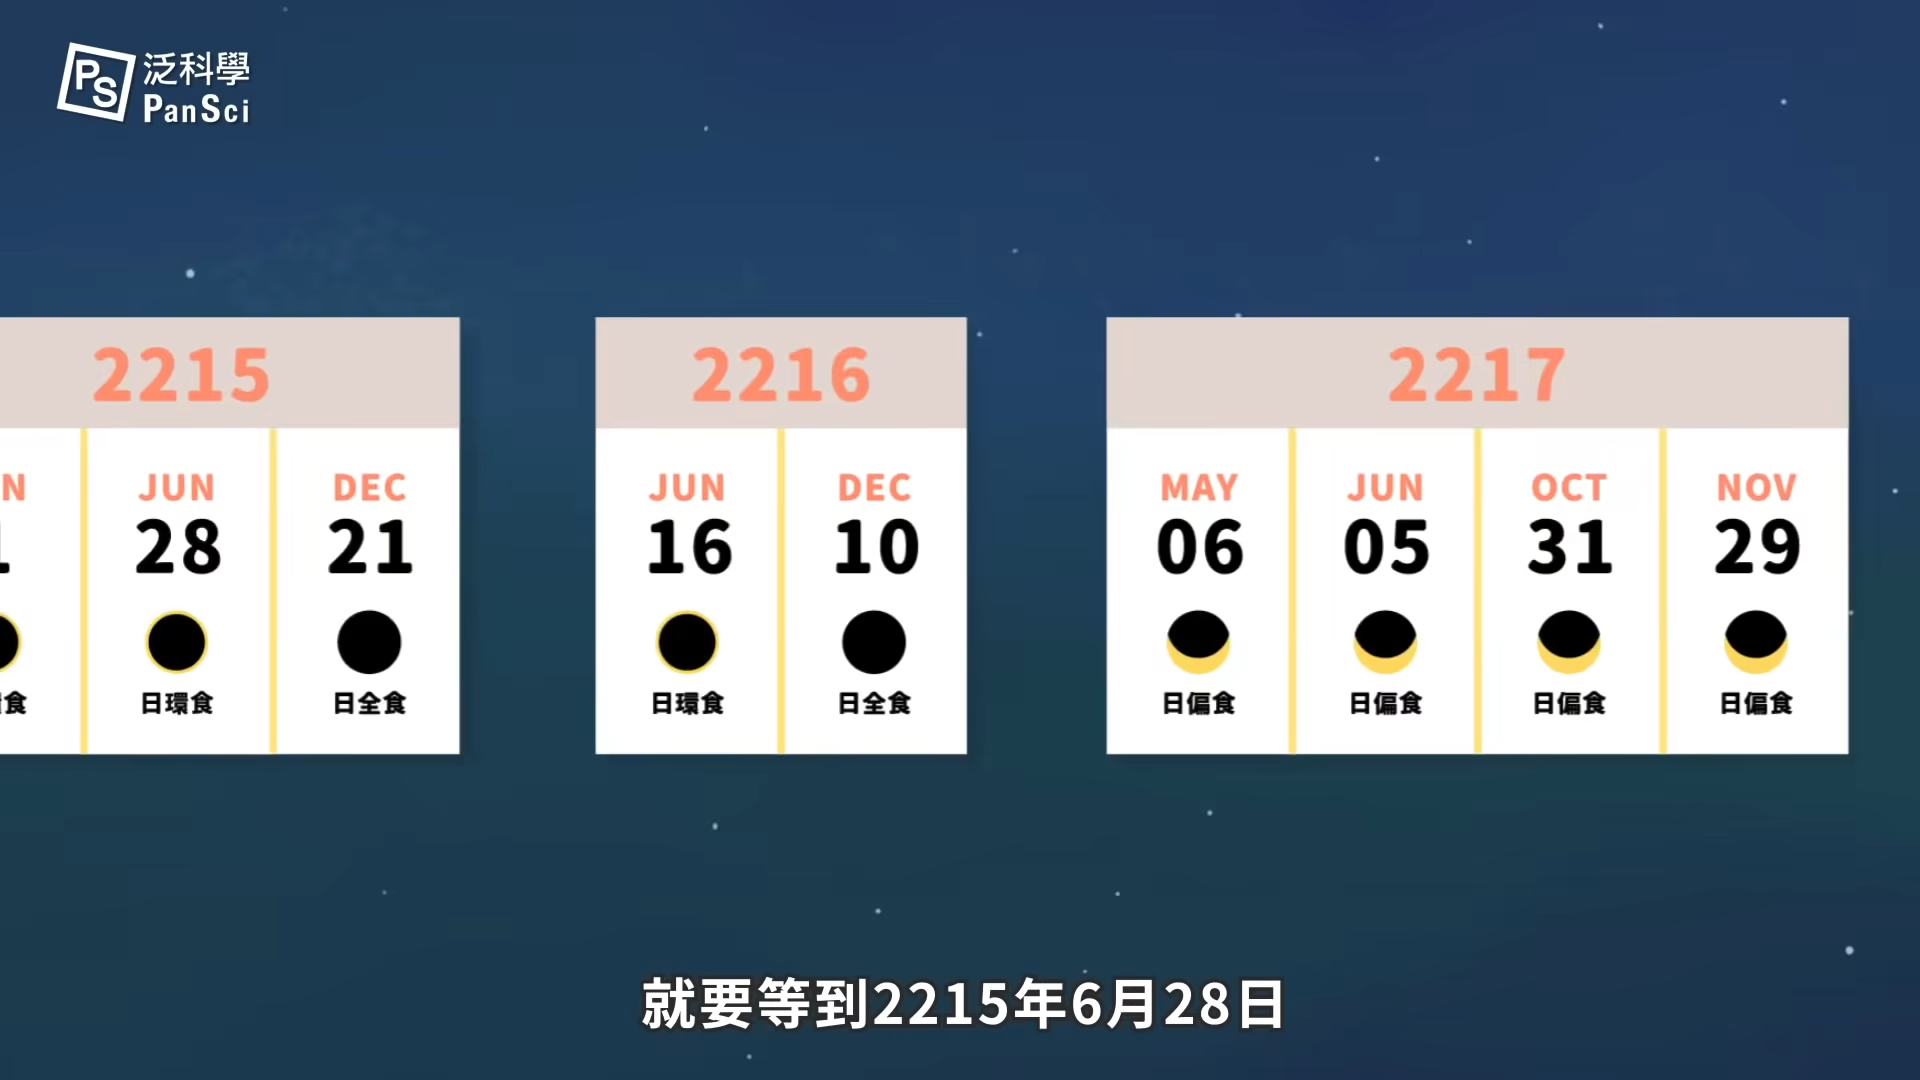 PS
泛科學
PanSci
2215
2216
2217
JUN
DEC
JUN
DEC
MAY
JUN
OCT
NOV
28
21
16
10
06
05
31
29
日環食
日全食
日環食
日全食
日偏食
日偏食
日偏食
日偏食
就要等到2215年6月28日